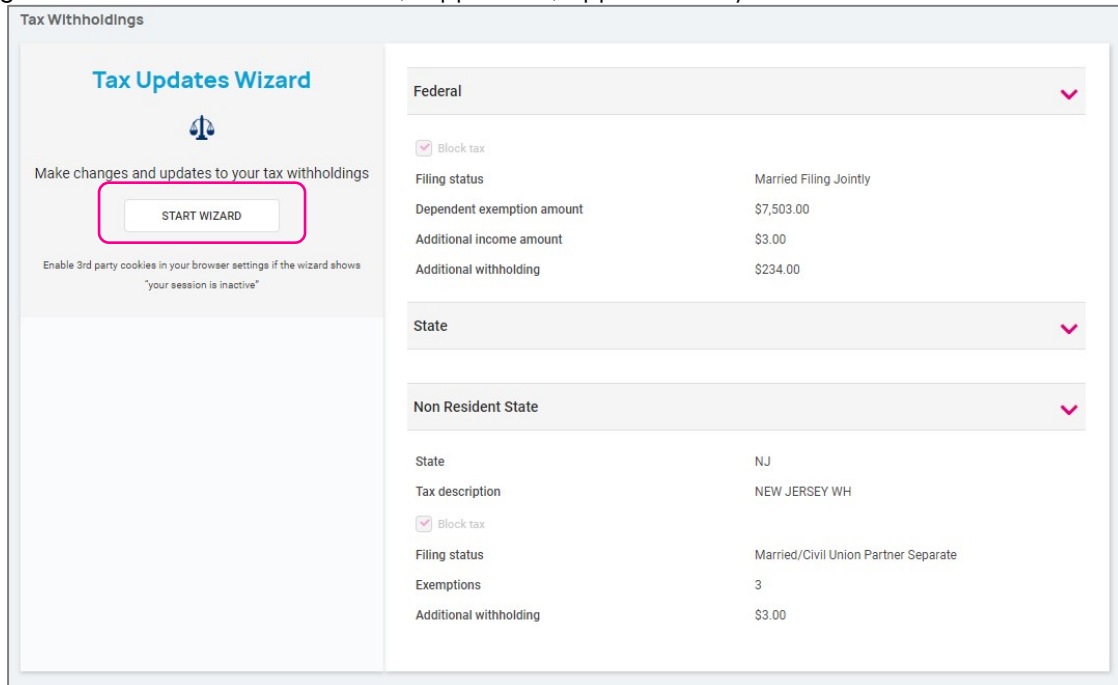 Tax Withholdings
Tax Updates Wizard
Make changes and updates to your tax withholdings
START WIZARD
Enable 3rd party cookies in your browser settings if the wizard shows
"your session is inactive"
Federal
Block tax
Filing status Married Filing Jointly
Dependent exemption amount $7,503.00
Additional income amount $3.00
Additional withholding $234.00
State
Non Resident State
State NJ
Tax description NEW JERSEY WH
Block tax
Filing status Married/Civil Union Partner Separate
Exemptions 3
Additional withholding $3.00